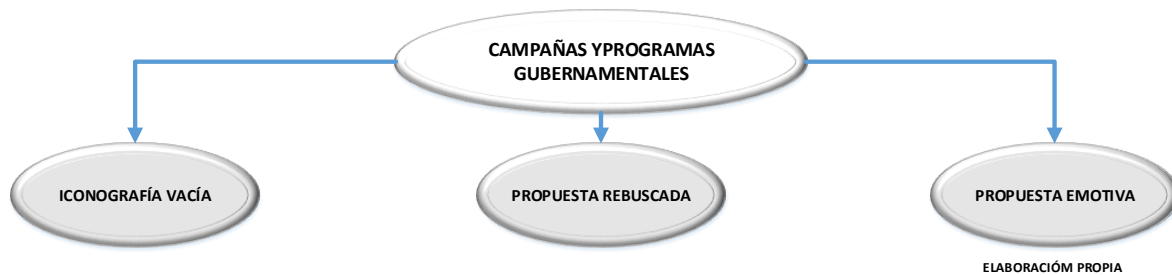 CAMPAÑAS YPROGRAMAS
GUBERNAMENTALES
ICONOGRAFÍA VACÍA
PROPUESTA REBUSCADA
PROPUESTA EMOTIVA
ELABORACIÓM PROPIA